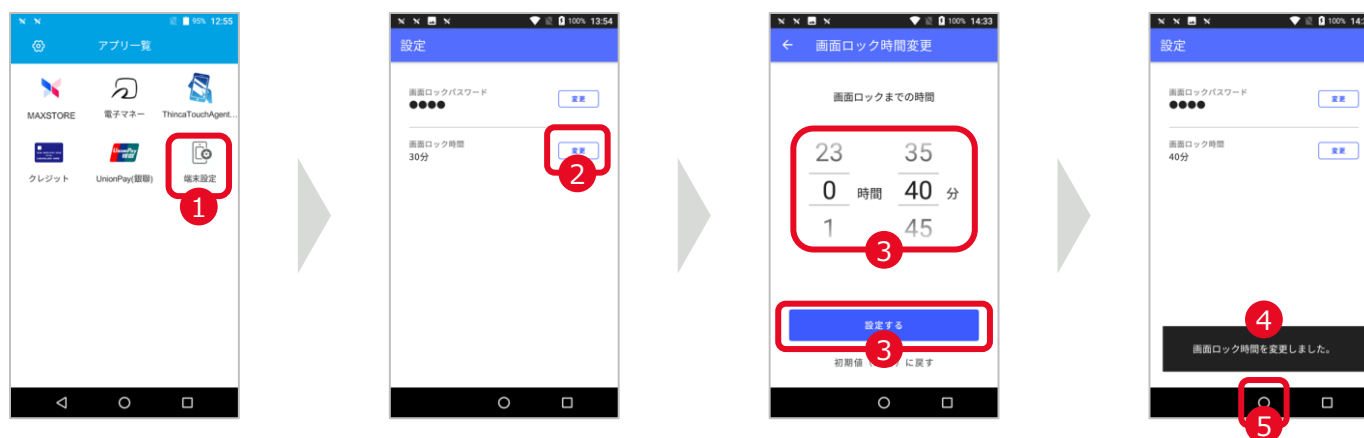 95% 12:55
アプリ一覧
MAXSTORE
電子マネー
ThincaTouchAgent...
クレジット
UnionPay(銀聯)
端末設定
1
100% 13:54
設定
画面ロックパスワード
●●●●
変更
画面ロック時間
30分
変更
2
100% 14:33
← 画面ロック時間変更
画面ロックまでの時間
23 35
0 時間 40 分
1 45
3
設定する
3
初期値 に戻す
100%
設定
画面ロックパスワード
●●●●
変更
画面ロック時間
40分
変更
4
画面ロック時間を変更しました。
5